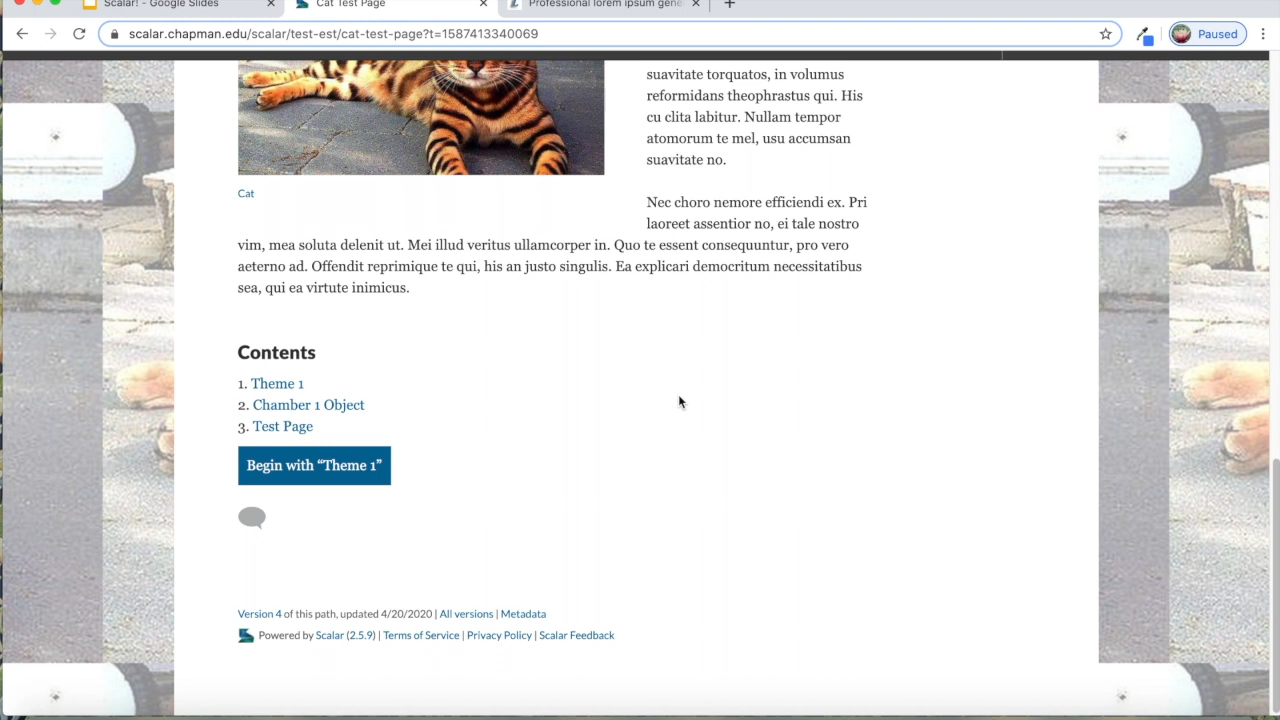 Scalar! - Google Slides
Cat Test Page
Professional lorem ipsum gene
scalar.chapman.edu/scalar/test-est/cat-test-page?t=1587413340069
Paused
suavitate torquatos, in volumus
reformidans theophrastus qui. His
cu clita labitur. Nullam tempor
atomorum te mel, usu accumsan
suavitate no.
Cat
Nec choro nemore efficiendi ex. Pri
laoreet assentior no, ei tale nostro
vim, mea soluta delenit ut. Mei illud veritus ullamcorper in. Quo te essent consequuntur, pro vero
aeterno ad. Offendit reprimique te qui, his an justo singulis. Ea explicari democritum necessitatibus
sea, qui ea virtute inimicus.
Contents
1. Theme 1
2. Chamber 1 Object
3. Test Page
Begin with “Theme 1”
Version 4 of this path, updated 4/20/2020 | All versions | Metadata
Powered by Scalar (2.5.9) | Terms of Service | Privacy Policy | Scalar Feedback